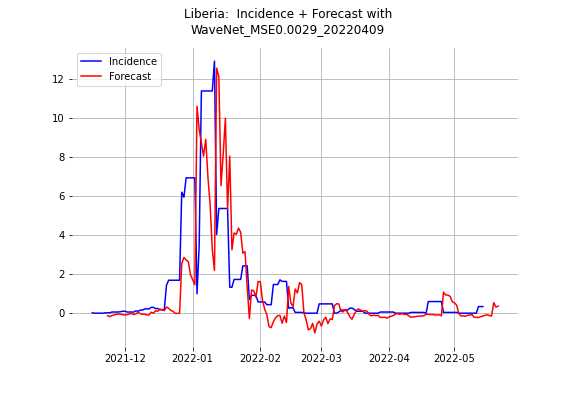 Liberia:  Incidence + Forecast with
WaveNet_MSE0.0029_20220409
Incidence
Forecast
12
10
8
6
4
2
0
2021-12 2022-01 2022-02 2022-03 2022-04 2022-05